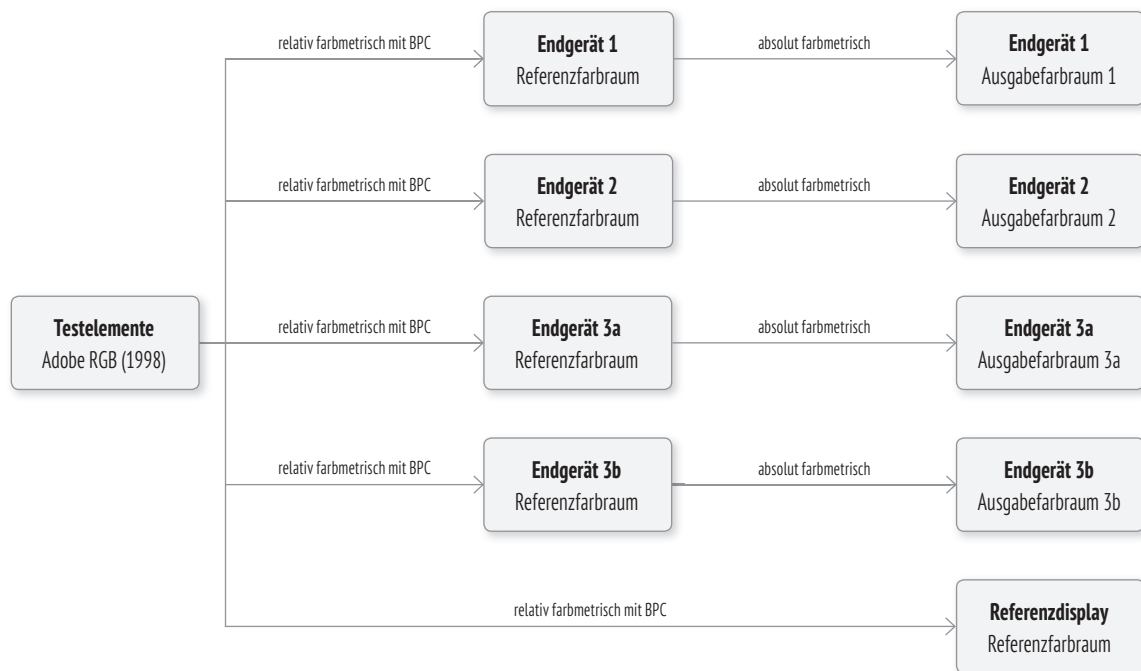 relativ farbmetrisch mit BPC
Endgerät 1
Referenzfarbraum
absolut farbmetrisch
Endgerät 1
Ausgabefarbraum 1
relativ farbmetrisch mit BPC
Endgerät 2
Referenzfarbraum
absolut farbmetrisch
Endgerät 2
Ausgabefarbraum 2
Testelemente
Adobe RGB (1998)
relativ farbmetrisch mit BPC
Endgerät 3a
Referenzfarbraum
absolut farbmetrisch
Endgerät 3a
Ausgabefarbraum 3a
relativ farbmetrisch mit BPC
Endgerät 3b
Referenzfarbraum
absolut farbmetrisch
Endgerät 3b
Ausgabefarbraum 3b
relativ farbmetrisch mit BPC
Referenzdisplay
Referenzfarbraum